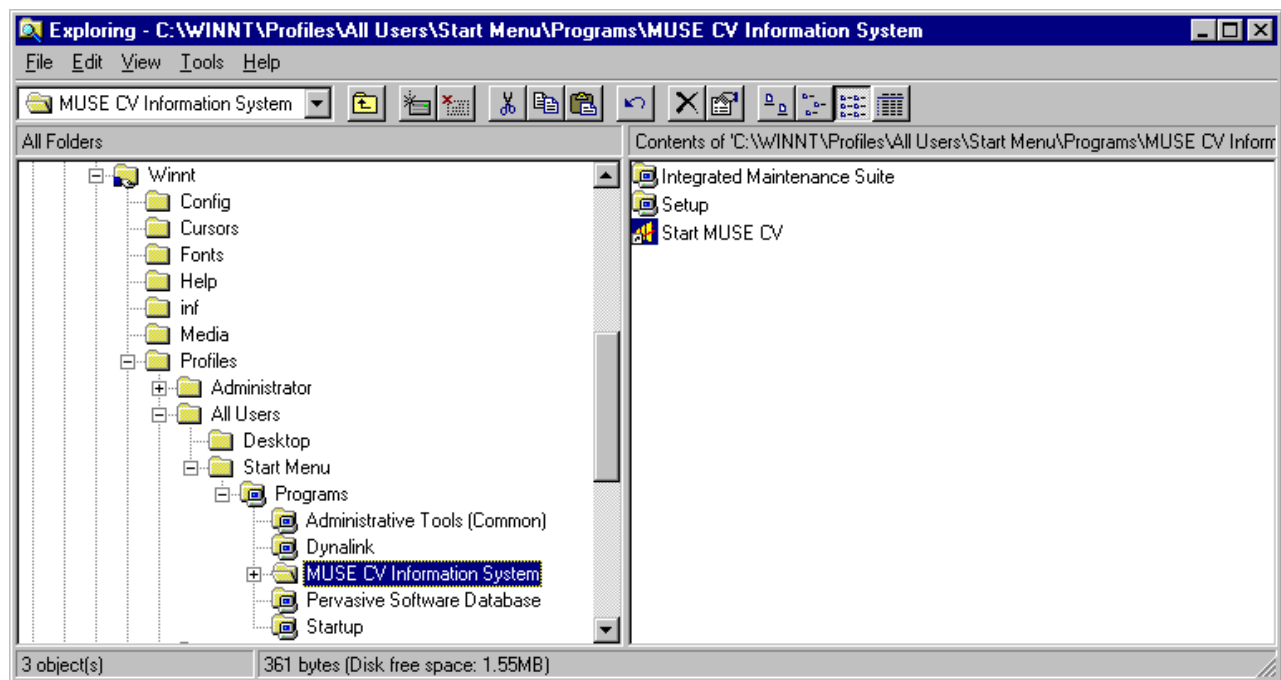 Exploring - C:\WINNT\Profiles\All Users\Start Menu\Programs\MUSE CV Information System
File Edit View Tools Help
MUSE CV Information System
All Folders
Contents of 'C:\WINNT\Profiles\All Users\Start Menu\Programs\MUSE CV Inform
Winnt
Config
Cursors
Fonts
Help
inf
Media
Profiles
Administrator
All Users
Desktop
Start Menu
Programs
Administrative Tools (Common)
Dynalink
MUSE CV Information System
Pervasive Software Database
Startup
Integrated Maintenance Suite
Setup
Start MUSE CV
3 object(s)
361 bytes (Disk free space: 1.55MB)